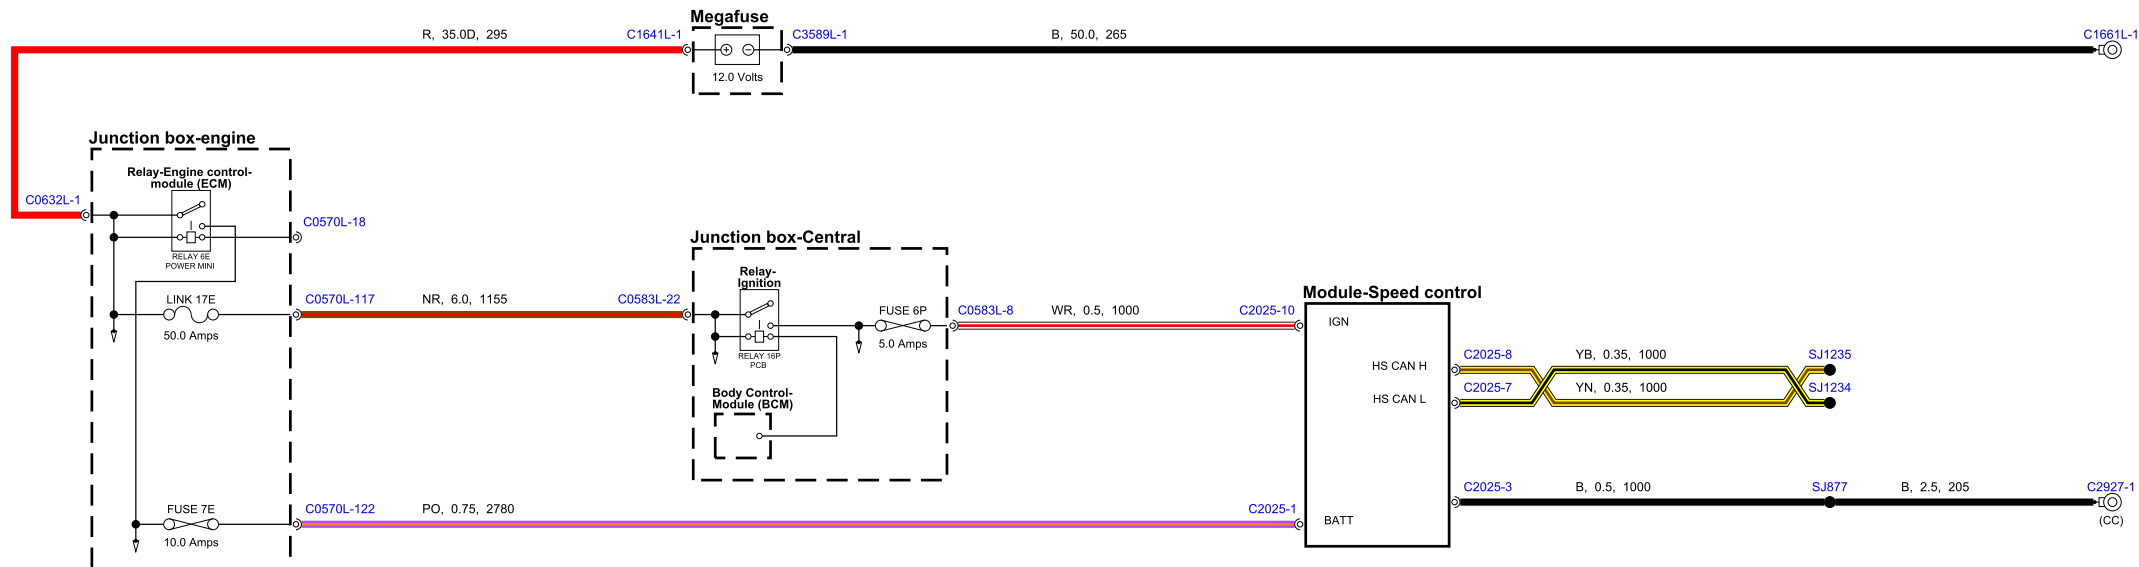 Megafuse
R, 35.0D, 295
C1641L-1
C3589L-1
B, 50.0, 265
C1661L-1
12.0 Volts
Junction box-engine
Relay-Engine control-
module (ECM)
C0632L-1
C0570L-18
RELAY 6E
POWER MINI
Junction box-Central
Relay-
Ignition
LINK 17E
50.0 Amps
C0570L-117
NR, 6.0, 1155
C0583L-22
FUSE 6P
5.0 Amps
C0583L-8
WR, 0.5, 1000
C2025-10
RELAY 16P
PCB
Module-Speed control
IGN
HS CAN H
HS CAN L
C2025-8
YB, 0.35, 1000
SJ1235
C2025-7
YN, 0.35, 1000
SJ1234
Body Control-
Module (BCM)
C2025-3
B, 0.5, 1000
SJ877
B, 2.5, 205
C2927-1
(CC)
FUSE 7E
10.0 Amps
C0570L-122
PO, 0.75, 2780
C2025-1
BATT